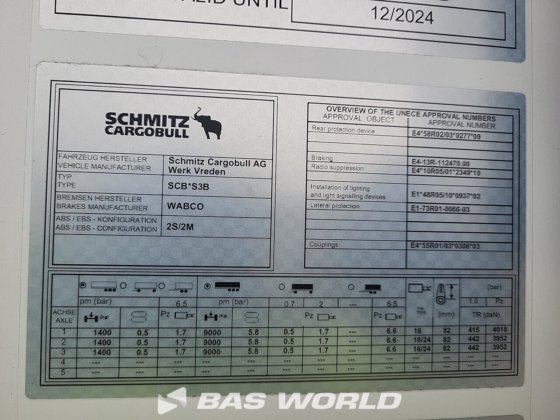 VALID UNTIL
12/2024
SCHMITZ
CARGOBULL
FAHRZEUG HERSTELLER
VEHICLE MANUFACTURER
Schmitz Cargobull AG
Werk Vreden
TYP
TYPE
SCB*S3B
BREMSEN HERSTELLER
BRAKES MANUFACTURER
WABCO
ABS / EBS - KONFIGURATION
ABS / EBS - CONFIGURATION
2S/2M
OVERVIEW OF THE UNECE APPROVAL NUMBERS
APPROVAL OBJECT APPROVAL NUMBER
Rear protection device E4*58R02/03*0277*09
Braking E4-13R-112470.00
Radio suppression E4*10R05/01*2349*10
Installation of lighting
and light signalling devices E1*48R05/10*0937*02
Lateral protection E1-73R01-0066-03
Couplings E4*55R01/03*0306*03
(bar)
6.5 0.7 2 --- 6.5 1.0 Pz
pm (bar) pm (bar)
ACHSE
AXLE
Pz Pz Pz (mm) TR (daN)
1 1400 0.5 1.7 9000 5.8 0.5 1.7 --- 6.6 16 82 415 4018
2 1400 0.5 1.7 9000 5.8 0.5 1.7 --- 6.6 16/24 82 442 3952
3 1400 0.5 1.7 9000 5.8 0.5 1.7 --- 6.6 16/24 82 442 3952
4 --- --- --- --- --- --- --- --- --- --- --- --- ---
5 --- --- --- --- --- --- --- --- --- --- --- --- ---
BAS WORLD